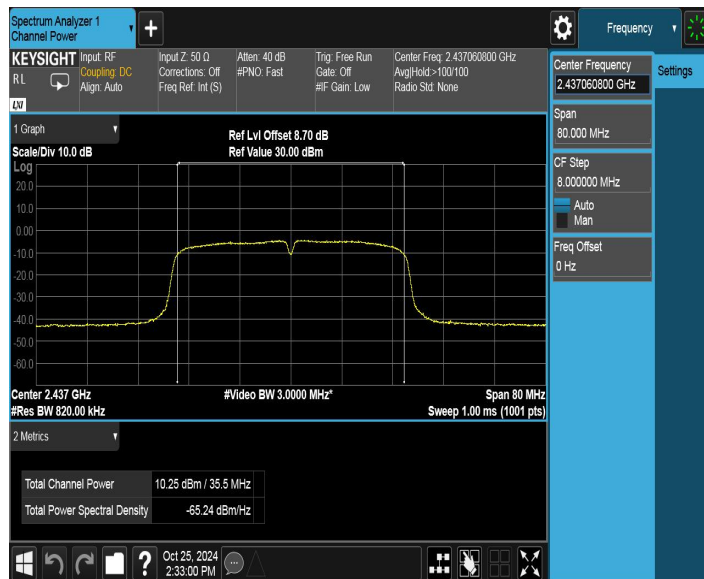 Spectrum Analyzer 1
Channel Power
+
Frequency
KEYSIGHT
RL
LXI
Input: RF
Coupling: DC
Align: Auto
Input Z: 50 Ω
Corrections: Off
Freq Ref: Int (S)
Atten: 40 dB
#PNO: Fast
Trig: Free Run
Gate: Off
#IF Gain: Low
Center Freq: 2.437060800 GHz
Avg|Hold:>100/100
Radio Std: None
Center Frequency
2.437060800 GHz
Settings
Span
80.000 MHz
CF Step
8.000000 MHz
Auto
Man
Freq Offset
0 Hz
1 Graph
Scale/Div 10.0 dB
Ref Lvl Offset 8.70 dB
Ref Value 30.00 dBm
Log
20.0
10.0
0.00
-10.0
-20.0
-30.0
-40.0
-50.0
-60.0
Center 2.437 GHz
#Video BW 3.0000 MHz*
Span 80 MHz
#Res BW 820.00 kHz
Sweep 1.00 ms (1001 pts)
2 Metrics
Total Channel Power 10.25 dBm / 35.5 MHz
Total Power Spectral Density -65.24 dBm/Hz
?
Oct 25, 2024
2:33:00 PM